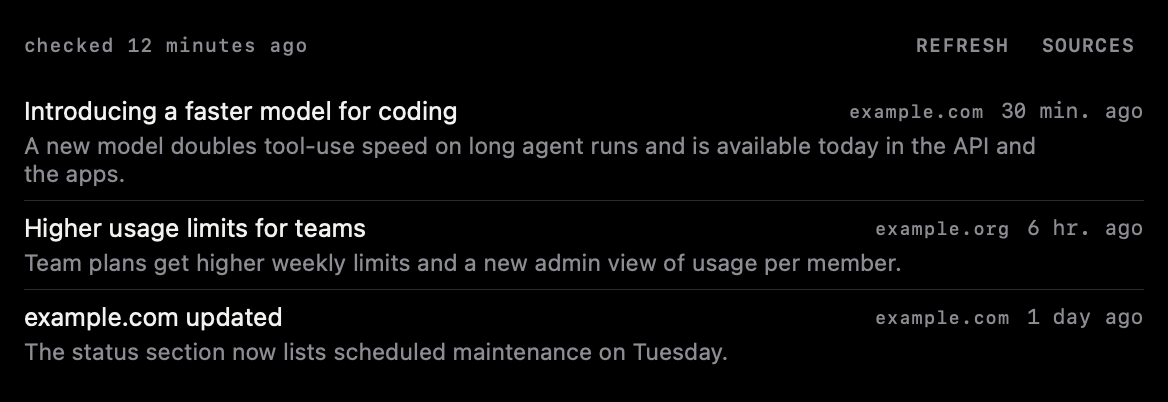 checked 12 minutes ago REFRESH SOURCES
Introducing a faster model for coding example.com 30 min. ago
A new model doubles tool-use speed on long agent runs and is available today in the API and
the apps.
Higher usage limits for teams example.org 6 hr. ago
Team plans get higher weekly limits and a new admin view of usage per member.
example.com updated example.com 1 day ago
The status section now lists scheduled maintenance on Tuesday.